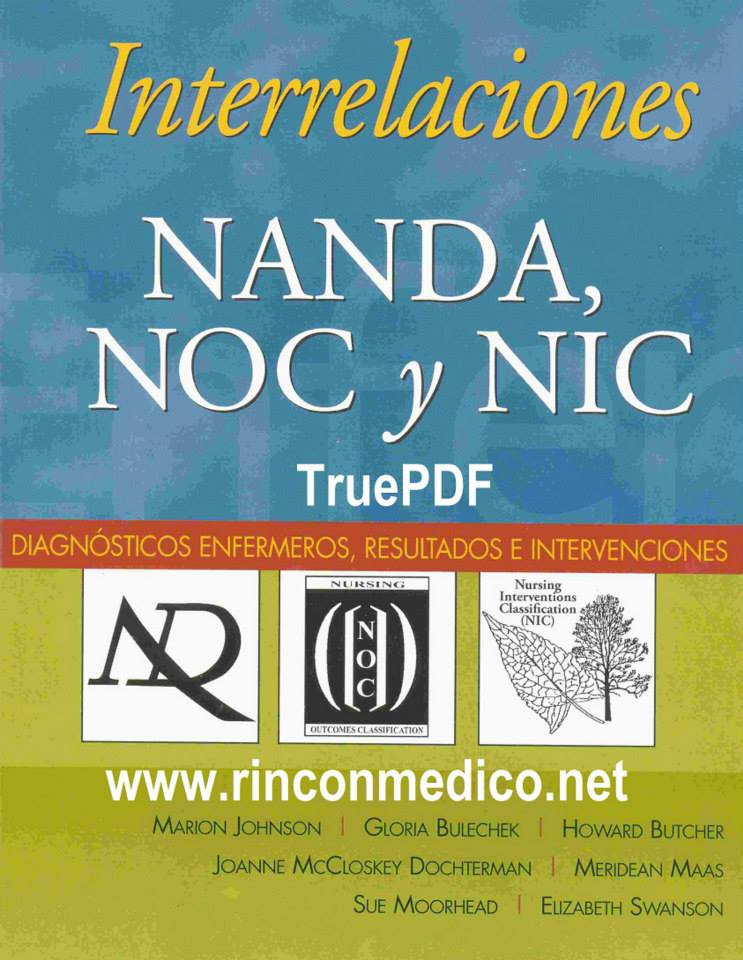 Interrelaciones
NANDA,
NOC y NIC
TruePDF
DIAGNÓSTICOS ENFERMEROS, RESULTADOS E INTERVENCIONES
NURSING
NOC
OUTCOMES CLASSIFICATION
Nursing
Interventions
Classification
(NIC)
www.rinconmedico.net
MARION JOHNSON | GLORIA BULECHEK | HOWARD BUTCHER
JOANNE MCCLOSKEY DOCHTERMAN | MERIDEAN MAAS
SUE MOORHEAD | ELIZABETH SWANSON